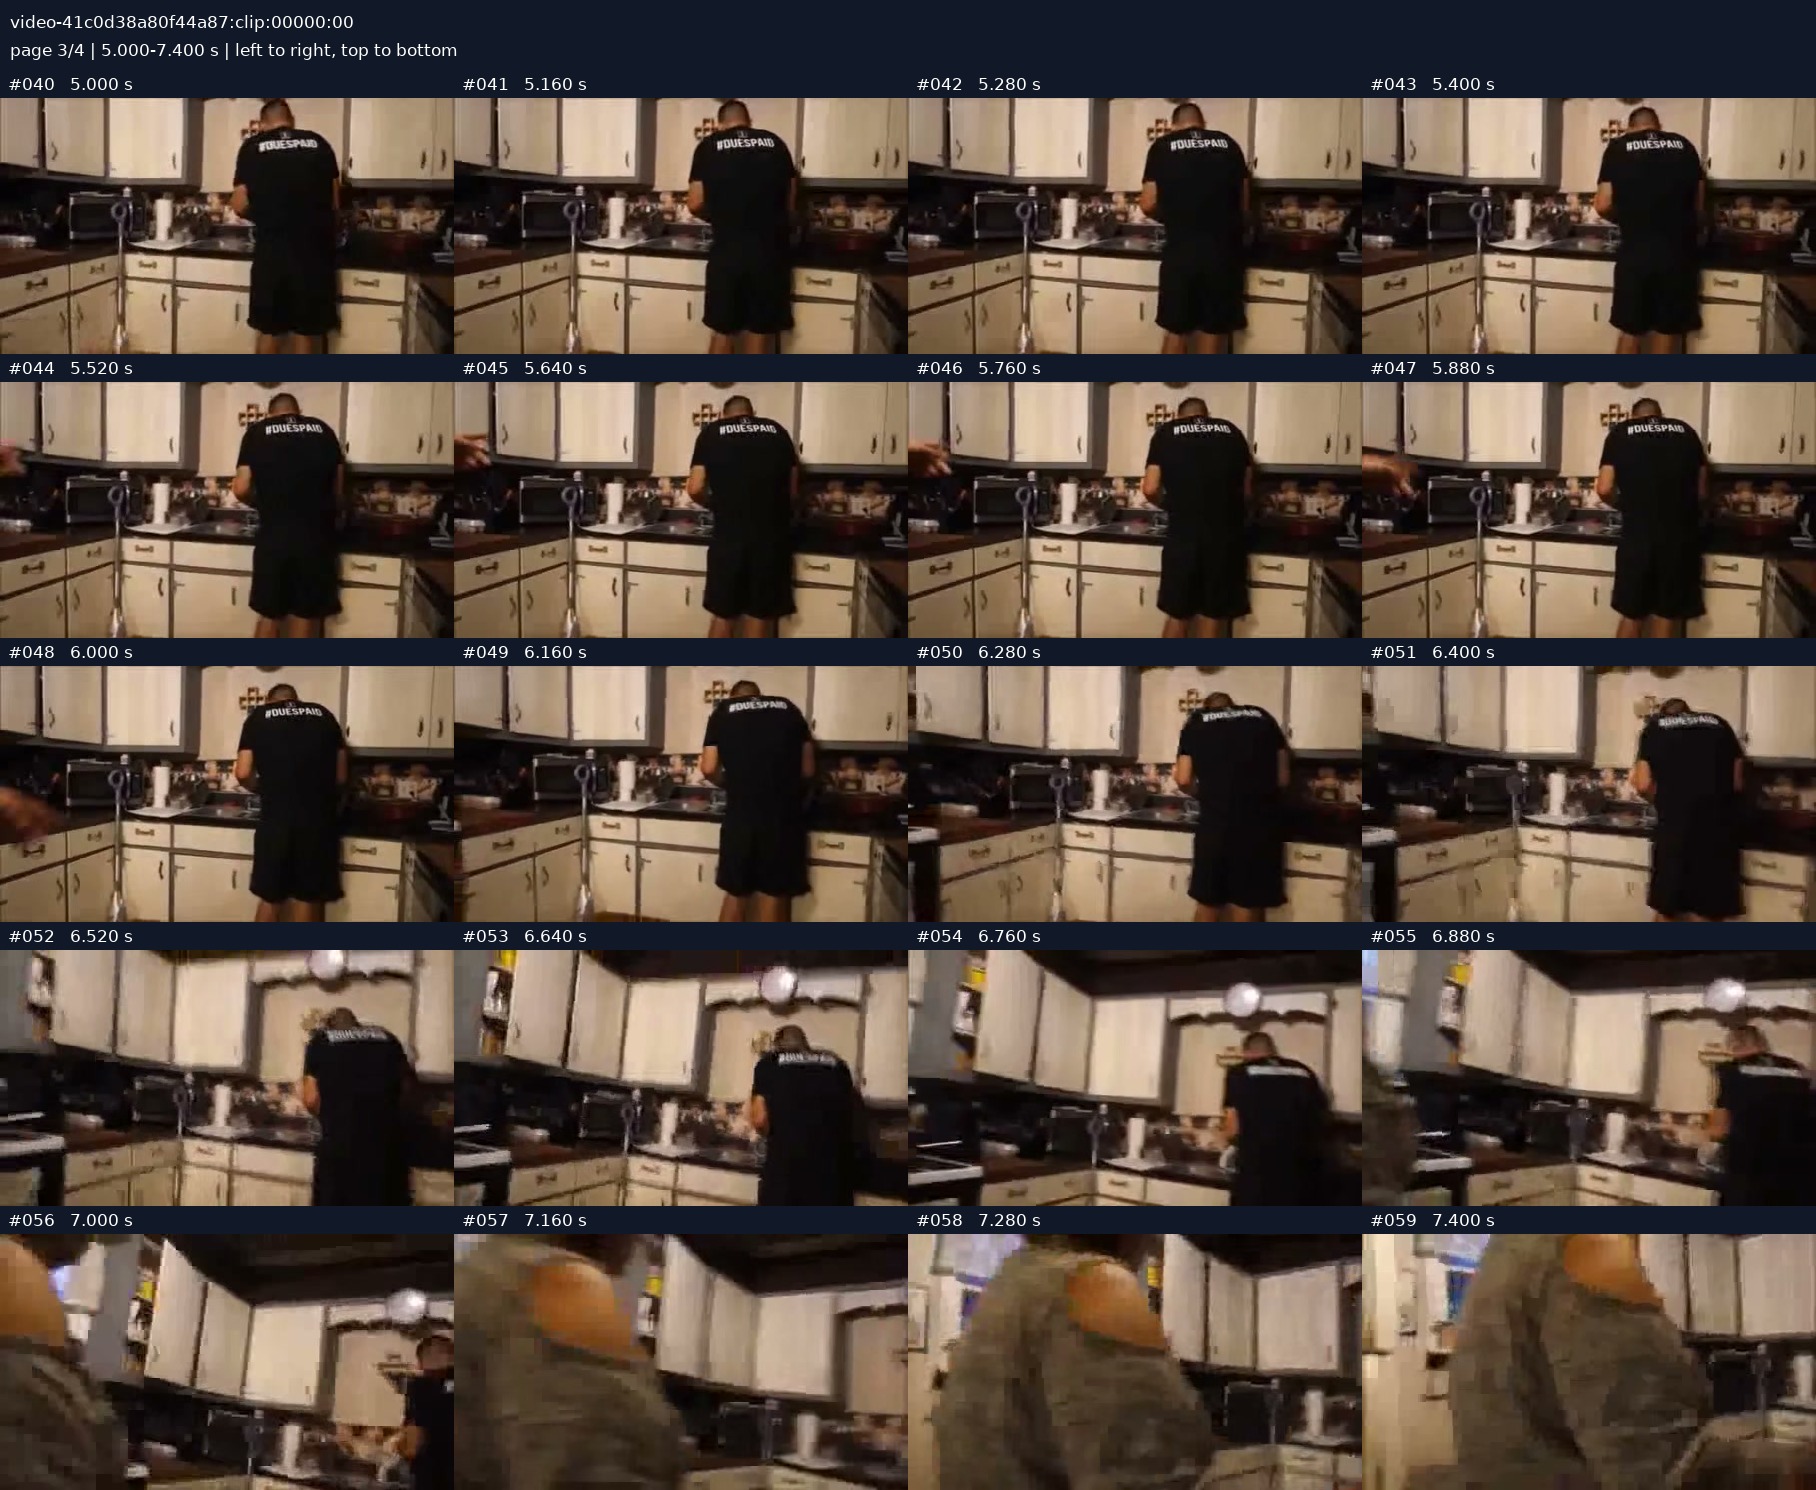 video-41c0d38a80f44a87:clip:00000:00
page 3/4 | 5.000-7.400 s | left to right, top to bottom
#040 5.000 s
#041 5.160 s
#042 5.280 s
#043 5.400 s
#DUESPAID
#DUESPAID
#DUESPAID
#DUESPAID
#044 5.520 s
#045 5.640 s
#046 5.760 s
#047 5.880 s
#DUESPAID
#DUESPAID
#DUESPAID
#DUESPAID
#048 6.000 s
#049 6.160 s
#050 6.280 s
#051 6.400 s
#DUESPAID
#DUESPAID
#DUESPAID
#DUESPAID
#052 6.520 s
#053 6.640 s
#054 6.760 s
#055 6.880 s
#056 7.000 s
#057 7.160 s
#058 7.280 s
#059 7.400 s